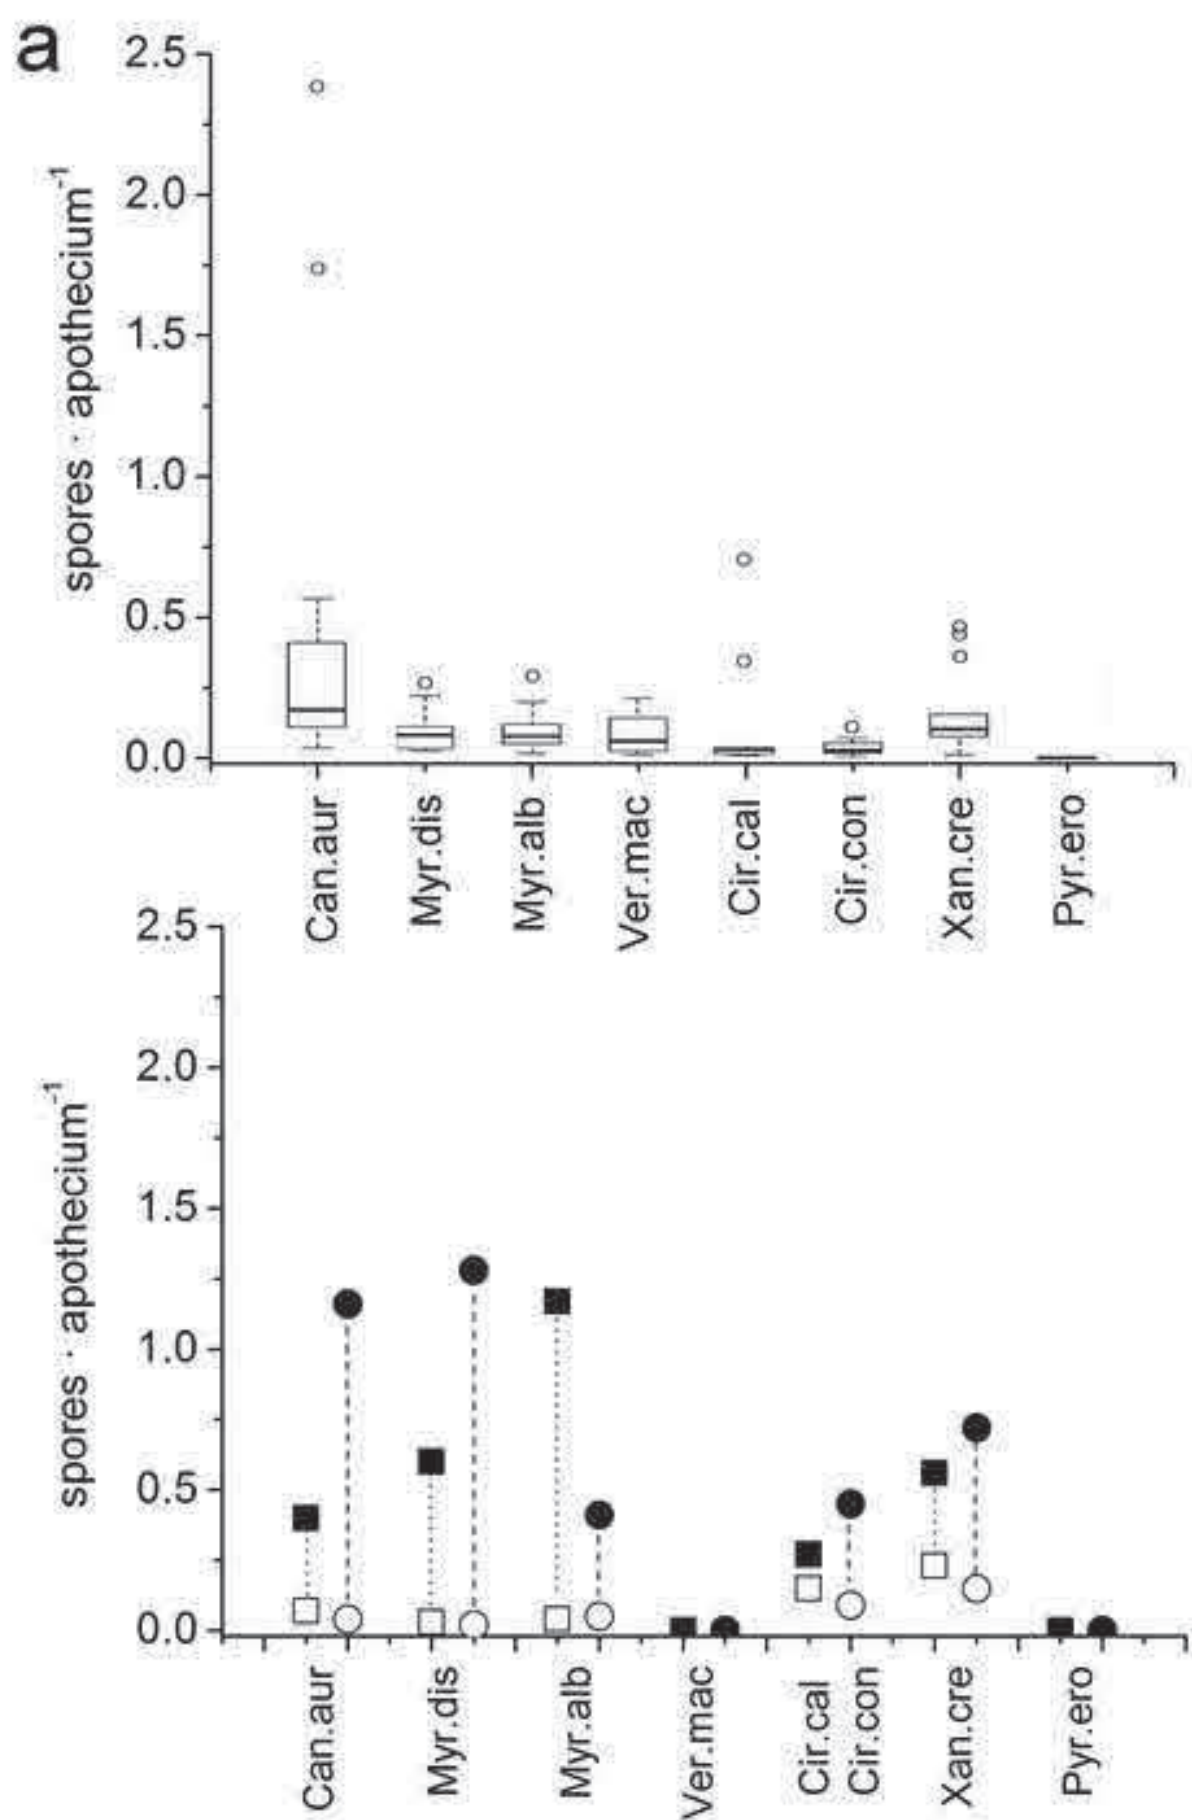 a
2.5
2.0
1.5
1.0
0.5
0.0
spores · apothecium⁻¹
Can.aur
Myr.dis
Myr.alb
Ver.mac
Cir.cal
Cir.con
Xan.cre
Pyr.ero
2.5
2.0
1.5
1.0
0.5
0.0
spores · apothecium⁻¹
Can.aur
Myr.dis
Myr.alb
Ver.mac
Cir.cal
Cir.con
Xan.cre
Pyr.ero